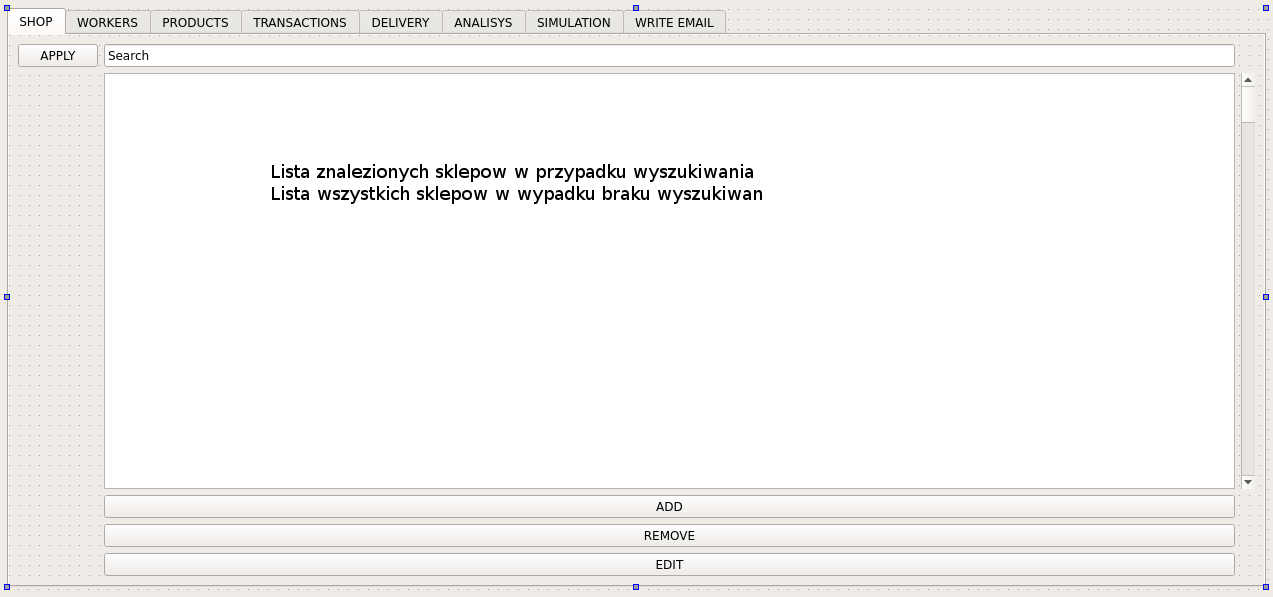 SHOP WORKERS PRODUCTS TRANSACTIONS DELIVERY ANALISYS SIMULATION WRITE EMAIL
APPLY Search
Lista znalezionych sklepow w przypadku wyszukiwania
Lista wszystkich sklepow w wypadku braku wyszukiwan
ADD
REMOVE
EDIT